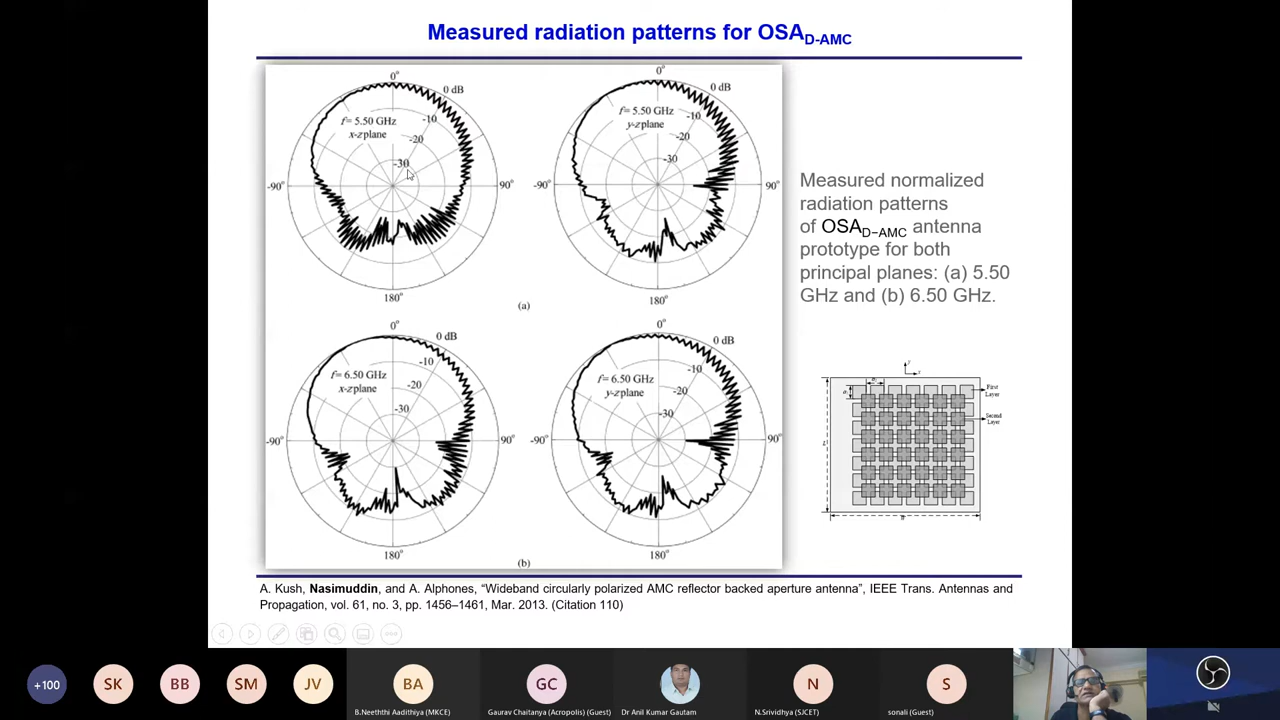 Measured radiation patterns for OSAD-AMC
0°
0 dB
f= 5.50 GHz
x-z plane
-10
-20
-30
-90°
90°
180°
0°
0 dB
f= 5.50 GHz
y-z plane
-10
-20
-30
-90°
90°
180°
(a)
0°
0 dB
f= 6.50 GHz
x-z plane
-10
-20
-30
-90°
90°
180°
0°
0 dB
f= 6.50 GHz
y-z plane
-10
-20
-30
-90°
90°
180°
(b)
Measured normalized
radiation patterns
of OSAD−AMC antenna
prototype for both
principal planes: (a) 5.50
GHz and (b) 6.50 GHz.
First
Layer
Second
Layer
A. Kush, Nasimuddin, and A. Alphones, “Wideband circularly polarized AMC reflector backed aperture antenna”, IEEE Trans. Antennas and
Propagation, vol. 61, no. 3, pp. 1456–1461, Mar. 2013. (Citation 110)
+100
SK
BB
SM
JV
BA
GC
N
S
B.Neeththi Aadithiya (MKCE)
Gaurav Chaitanya (Acropolis) (Guest)
Dr Anil Kumar Gautam
N.Srividhya (SJCET)
sonali (Guest)